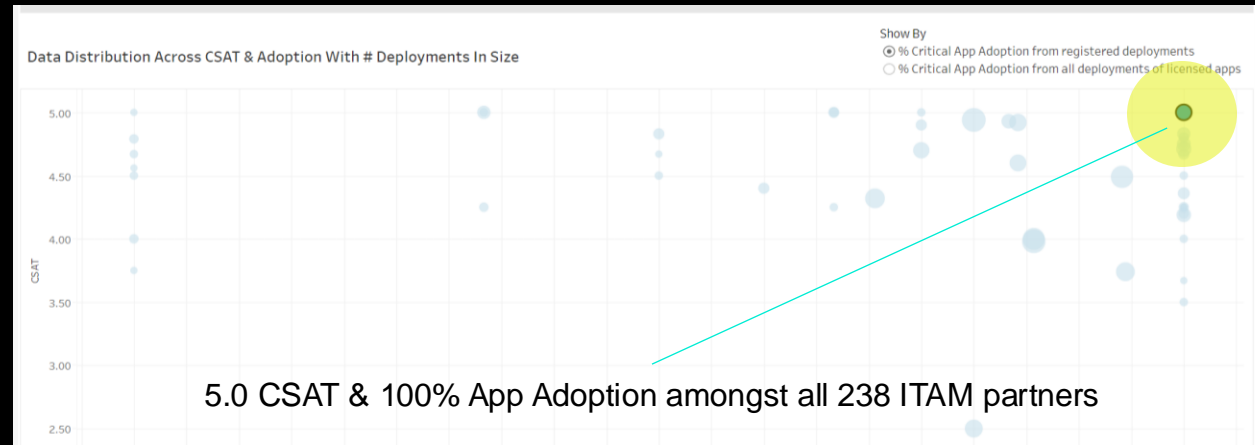 Show By
Data Distribution Across CSAT & Adoption With # Deployments In Size
% Critical App Adoption from registered deployments
% Critical App Adoption from all deployments of licensed apps
5.00
4.50
4.00
CSAT
3.50
3.00
5.0 CSAT & 100% App Adoption amongst all 238 ITAM partners
2.50